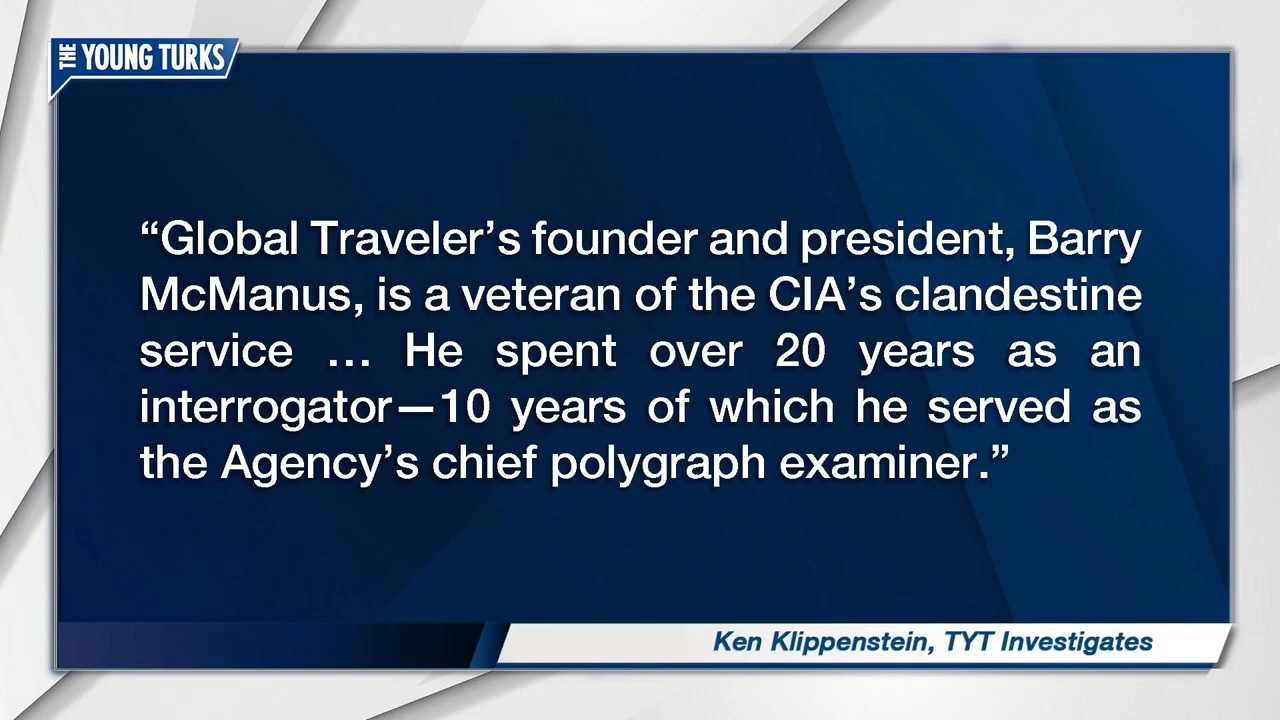 THE YOUNG TURKS
“Global Traveler’s founder and president, Barry
McManus, is a veteran of the CIA’s clandestine
service … He spent over 20 years as an
interrogator—10 years of which he served as
the Agency’s chief polygraph examiner.”
Ken Klippenstein, TYT Investigates